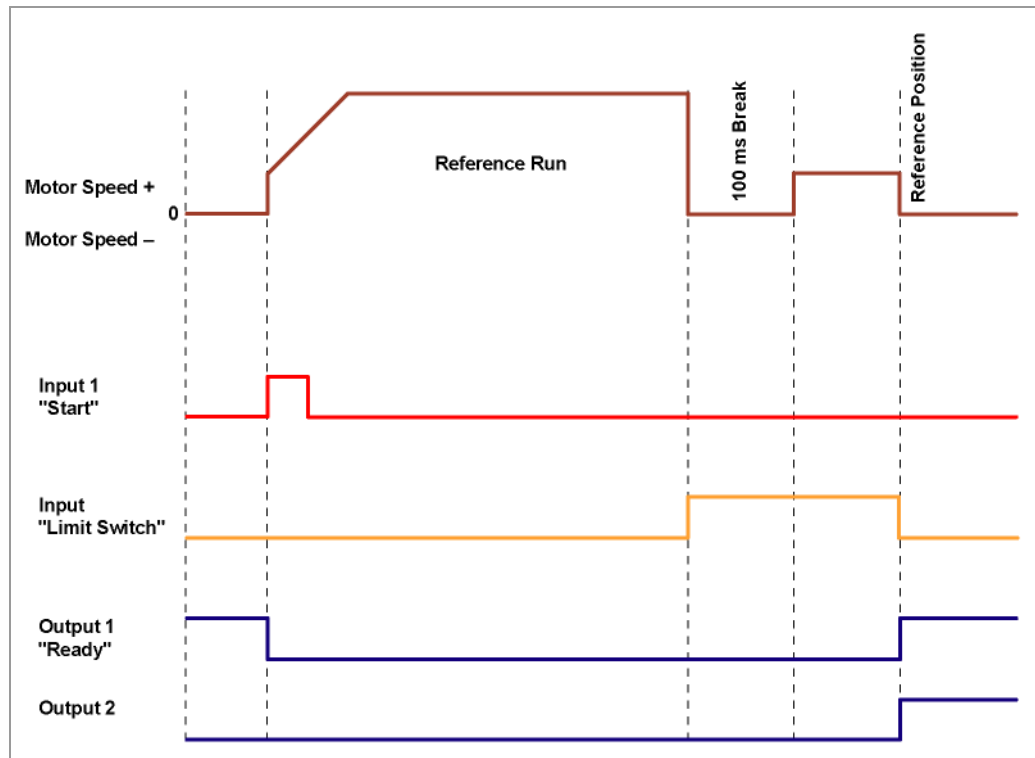 100 ms Break
Reference Position
Reference Run
Motor Speed +
0
Motor Speed –
Input 1
"Start"
Input
"Limit Switch"
Output 1
"Ready"
Output 2